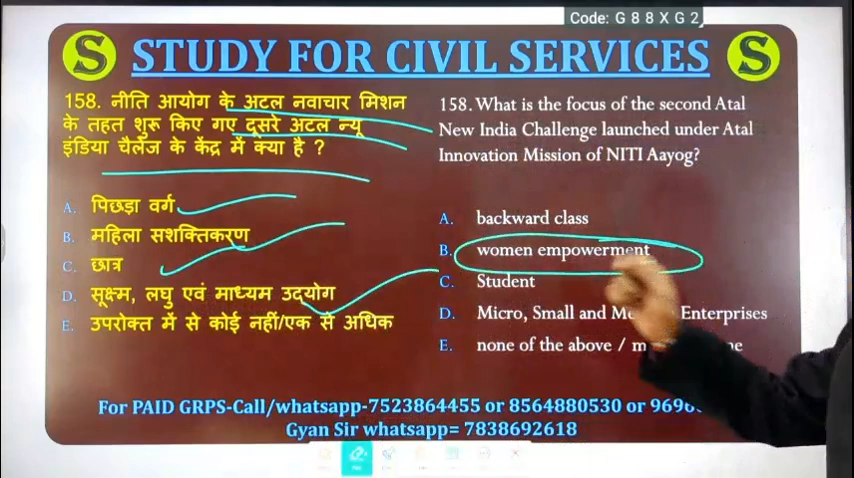 Code: G 8 8 X G 2
S STUDY FOR CIVIL SERVICES S
158. नीति आयोग के अटल नवाचार मिशन
के तहत शुरू किए गए दूसरे अटल न्यू
इंडिया चैलेंज के केंद्र में क्या है ?
A. पिछड़ा वर्ग
B. महिला सशक्तिकरण
C. छात्र
D. सूक्ष्म, लघु एवं माध्यम उद्योग
E. उपरोक्त में से कोई नहीं/एक से अधिक
158. What is the focus of the second Atal
New India Challenge launched under Atal
Innovation Mission of NITI Aayog?
A. backward class
B. women empowerment
C. Student
D. Micro, Small and Enterprises
E. none of the above /
For PAID GRPS-Call/whatsapp-7523864455 or 8564880530 or
Gyan Sir whatsapp= 7838692618